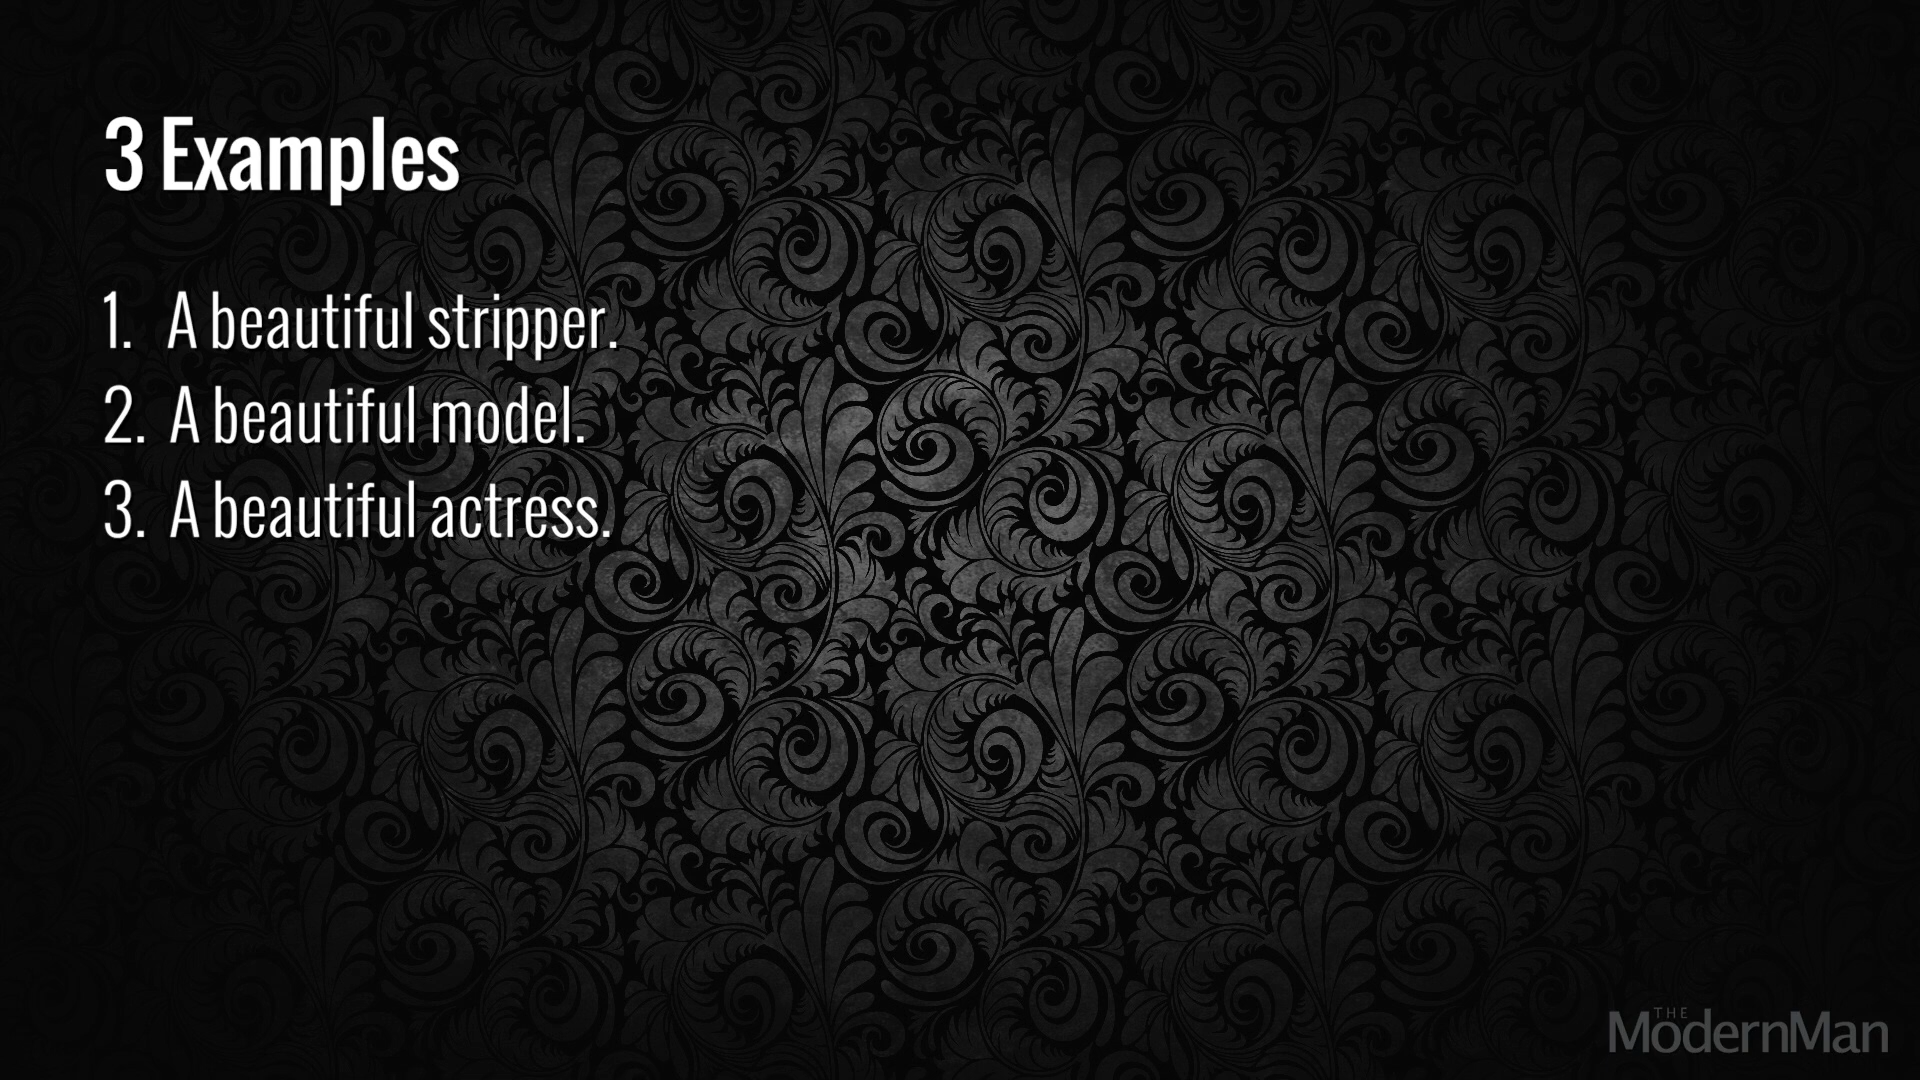 3 Examples
1. A beautiful stripper.
2. A beautiful model.
3. A beautiful actress.
THE
ModernMan